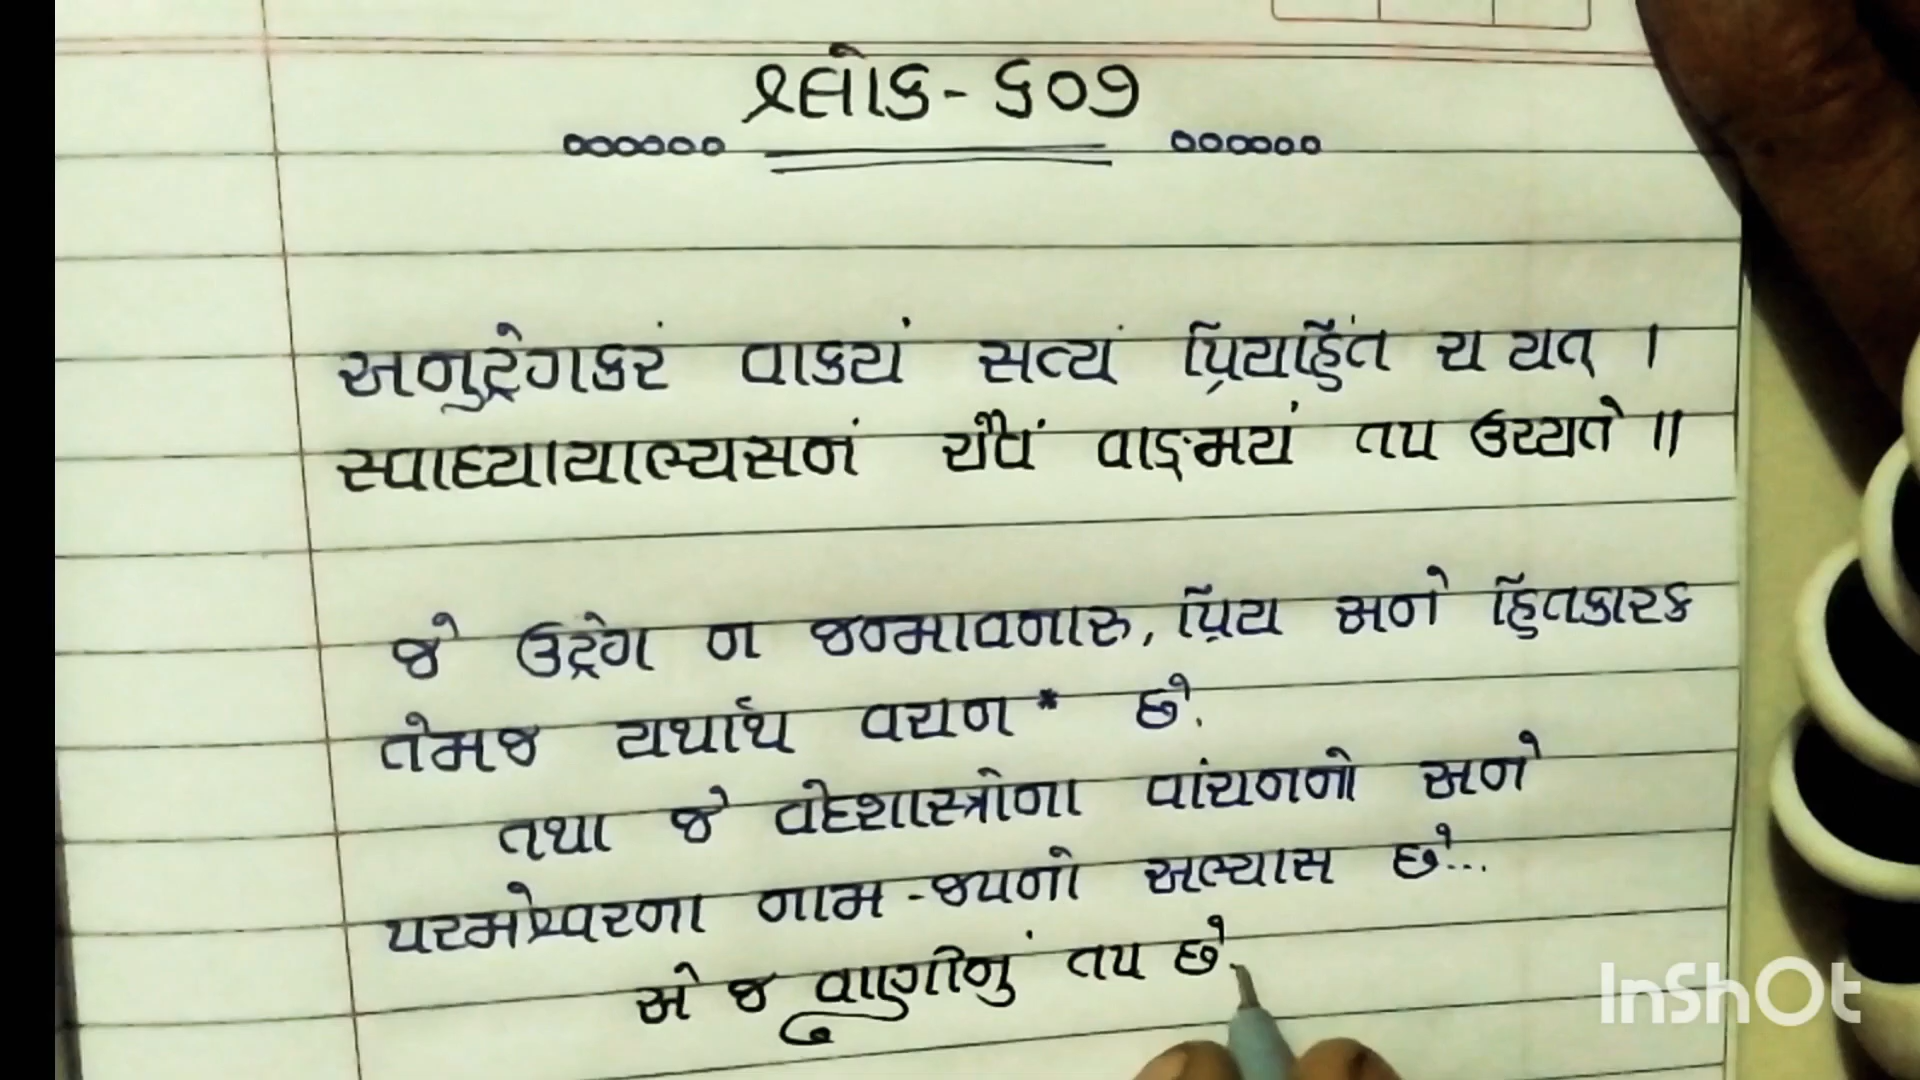 શ્લોક - ૬૦૭
અનુદ્વેગકરં વાક્યં સત્યં પ્રિયહિતં ચ યત્ ।
સ્વાધ્યાયાભ્યસનં ચૈવં વાઙ્મયં તપ ઉચ્યતે ॥
જે ઉદ્વેગ ન જન્માવનારુ, પ્રિય અને હિતકારક
તેમજ યથાર્થ વચન * છે.
તથા જે વેદશાસ્ત્રોના વાંચનનો અને
પરમેશ્વરના નામ - જપનો અભ્યાસ છે...
એ જ વાણીનું તપ છે.
InShOt